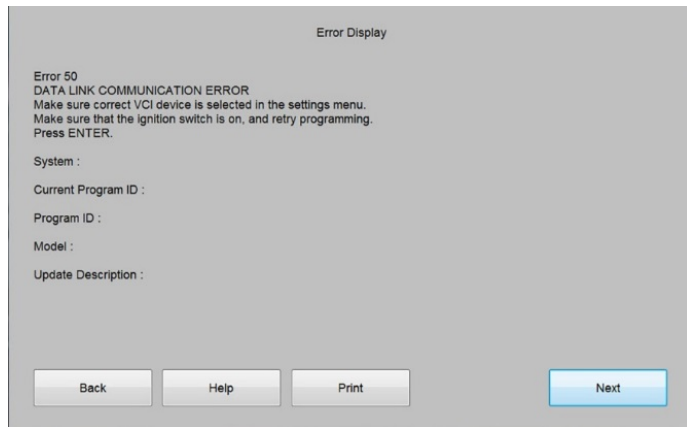 Error Display
Error 50
DATA LINK COMMUNICATION ERROR
Make sure correct VCI device is selected in the settings menu.
Make sure that the ignition switch is on, and retry programming.
Press ENTER.
System :
Current Program ID :
Program ID :
Model :
Update Description :
Back Help Print Next